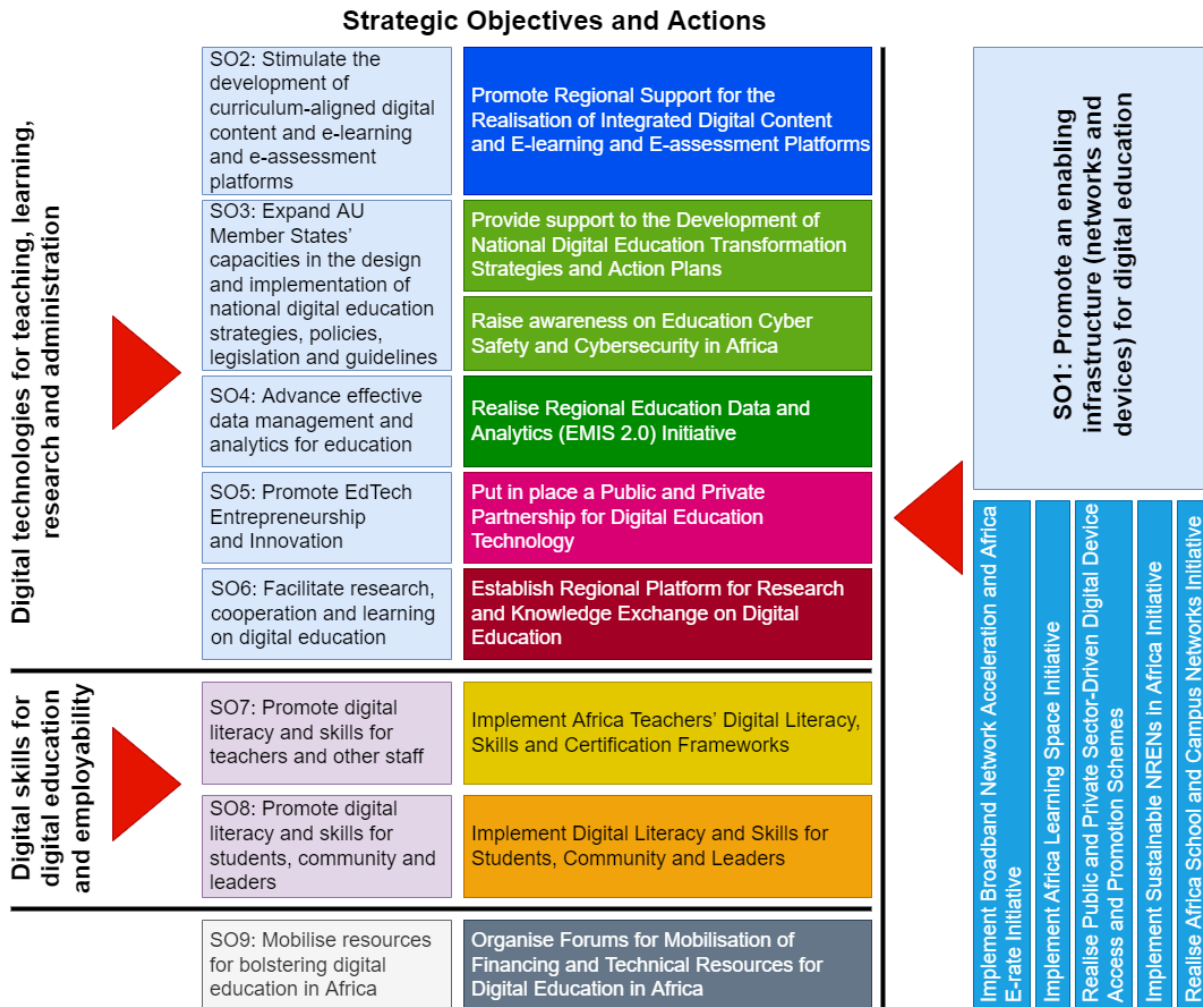 Strategic Objectives and Actions
Digital technologies for teaching, learning,
research and administration
SO2: Stimulate the
development of
curriculum-aligned digital
content and e-learning
and e-assessment
platforms
Promote Regional Support for the
Realisation of Integrated Digital Content
and E-learning and E-assessment Platforms
SO3: Expand AU
Member States’
capacities in the design
and implementation of
national digital education
strategies, policies,
legislation and guidelines
Provide support to the Development of
National Digital Education Transformation
Strategies and Action Plans
Raise awareness on Education Cyber
Safety and Cybersecurity in Africa
SO4: Advance effective
data management and
analytics for education
Realise Regional Education Data and
Analytics (EMIS 2.0) Initiative
SO5: Promote EdTech
Entrepreneurship
and Innovation
Put in place a Public and Private
Partnership for Digital Education
Technology
SO6: Facilitate research,
cooperation and learning
on digital education
Establish Regional Platform for Research
and Knowledge Exchange on Digital
Education
Digital skills for
digital education
and employability
SO7: Promote digital
literacy and skills for
teachers and other staff
Implement Africa Teachers’ Digital Literacy,
Skills and Certification Frameworks
SO8: Promote digital
literacy and skills for
students, community and
leaders
Implement Digital Literacy and Skills for
Students, Community and Leaders
SO9: Mobilise resources
for bolstering digital
education in Africa
Organise Forums for Mobilisation of
Financing and Technical Resources for
Digital Education in Africa
SO1: Promote an enabling
infrastructure (networks and
devices) for digital education
Implement Broadband Network Acceleration and Africa
E-rate Initiative
Implement Africa Learning Space Initiative
Realise Public and Private Sector-Driven Digital Device
Access and Promotion Schemes
Implement Sustainable NRENs In Africa Initiative
Realise Africa School and Campus Networks Initiative